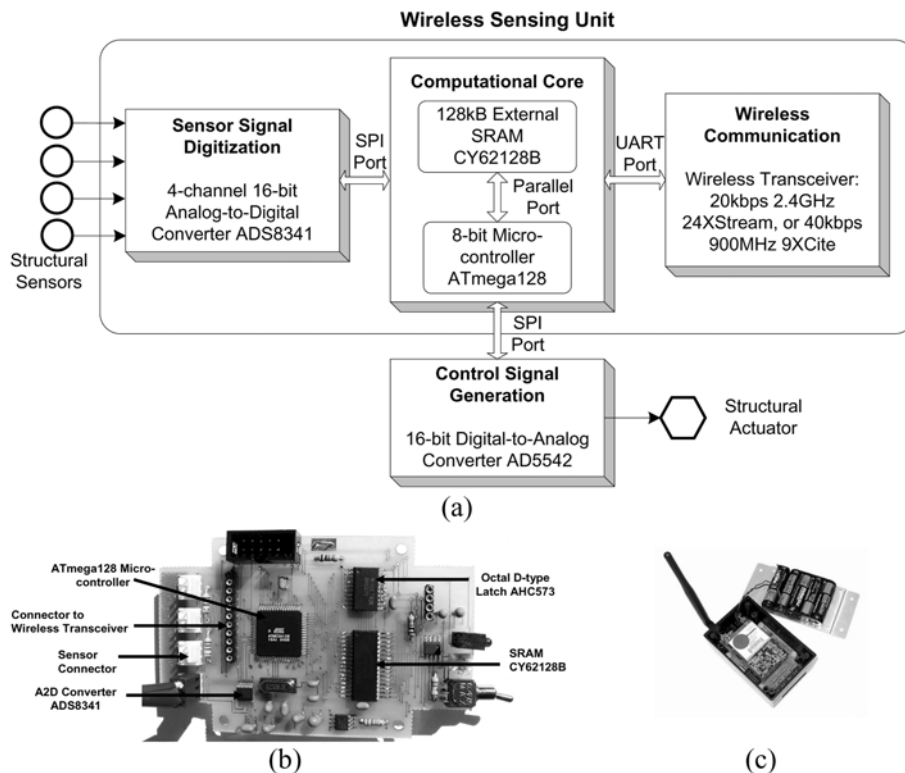 Wireless Sensing Unit
Structural
Sensors
Sensor Signal
Digitization
4-channel 16-bit
Analog-to-Digital
Converter ADS8341
SPI
Port
Computational Core
128kB External
SRAM
CY62128B
Parallel
Port
8-bit Micro-
controller
ATmega128
UART
Port
Wireless
Communication
Wireless Transceiver:
20kbps 2.4GHz
24XStream, or 40kbps
900MHz 9XCite
SPI
Port
Control Signal
Generation
16-bit Digital-to-Analog
Converter AD5542
Structural
Actuator
(a)
ATmega128 Micro-
controller
Connector to
Wireless Transceiver
Sensor
Connector
A2D Converter
ADS8341
Octal D-type
Latch AHC573
SRAM
CY62128B
(b)
(c)